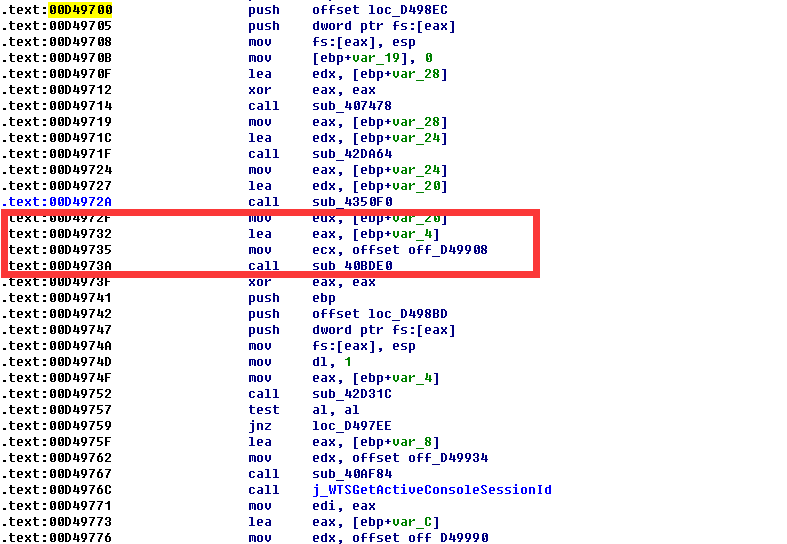 .text:00D49700 push offset loc_D498EC
.text:00D49705 push dword ptr fs:[eax]
.text:00D49708 mov fs:[eax], esp
.text:00D4970B mov [ebp+var_19], 0
.text:00D4970F lea edx, [ebp+var_28]
.text:00D49712 xor eax, eax
.text:00D49714 call sub_407478
.text:00D49719 mov eax, [ebp+var_28]
.text:00D4971C lea edx, [ebp+var_24]
.text:00D4971F call sub_42DA64
.text:00D49724 mov eax, [ebp+var_24]
.text:00D49727 lea edx, [ebp+var_20]
.text:00D4972A call sub_4350F0
.text:00D4972F mov edx, [ebp+var_20]
.text:00D49732 lea eax, [ebp+var_4]
.text:00D49735 mov ecx, offset off_D49908
.text:00D4973A call sub_40BDE0
.text:00D4973F xor eax, eax
.text:00D49741 push ebp
.text:00D49742 push offset loc_D498BD
.text:00D49747 push dword ptr fs:[eax]
.text:00D4974A mov fs:[eax], esp
.text:00D4974D mov dl, 1
.text:00D4974F mov eax, [ebp+var_4]
.text:00D49752 call sub_42D31C
.text:00D49757 test al, al
.text:00D49759 jnz loc_D497EE
.text:00D4975F lea eax, [ebp+var_8]
.text:00D49762 mov edx, offset off_D49934
.text:00D49767 call sub_40AF84
.text:00D4976C call j_WTSGetActiveConsoleSessionId
.text:00D49771 mov edi, eax
.text:00D49773 lea eax, [ebp+var_C]
.text:00D49776 mov edx, offset off_D49990